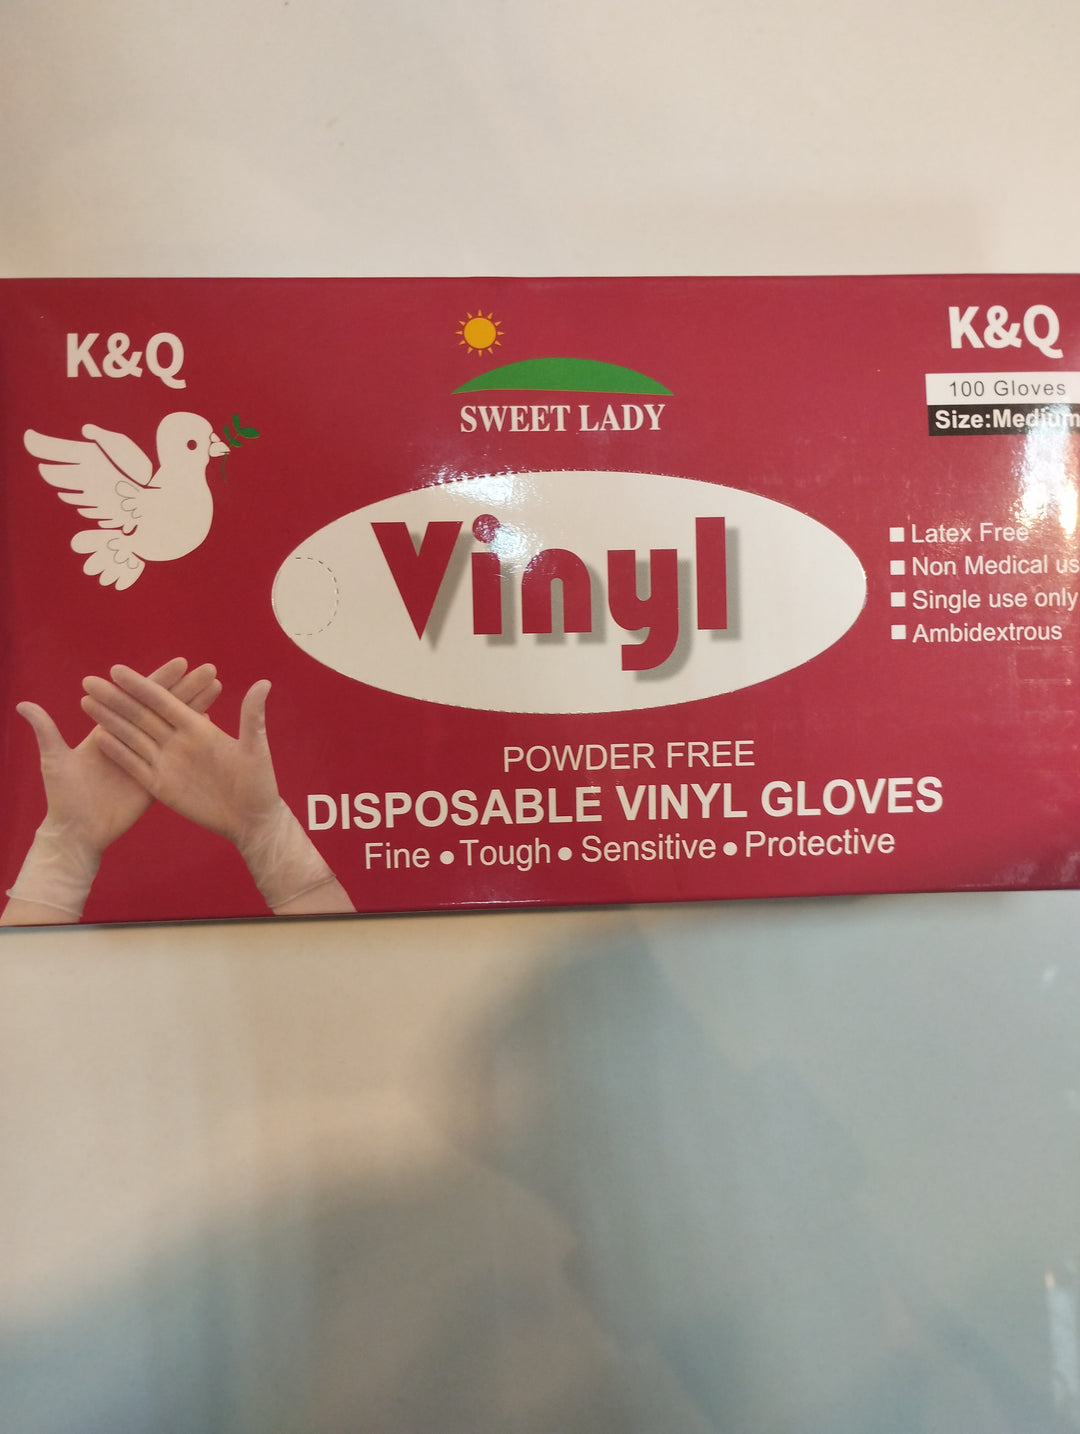 K&Q
SWEET LADY
K&Q
100 Gloves
Size:Medium
Vinyl
Latex Free
Non Medical us
Single use only
Ambidextrous
POWDER FREE
DISPOSABLE VINYL GLOVES
Fine ● Tough ● Sensitive ● Protective